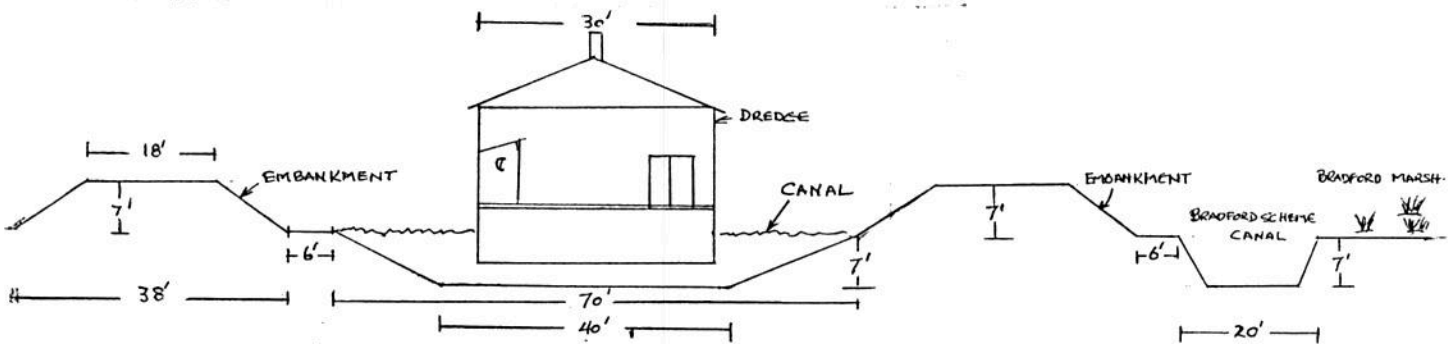 30'
DREDGE
18'
EMBANKMENT
7'
CANAL
6'
38'
70'
40'
7'
7'
EMBANKMENT
BRADFORD MARSH.
BRADFORD SCHEME
CANAL
6'
7'
20'